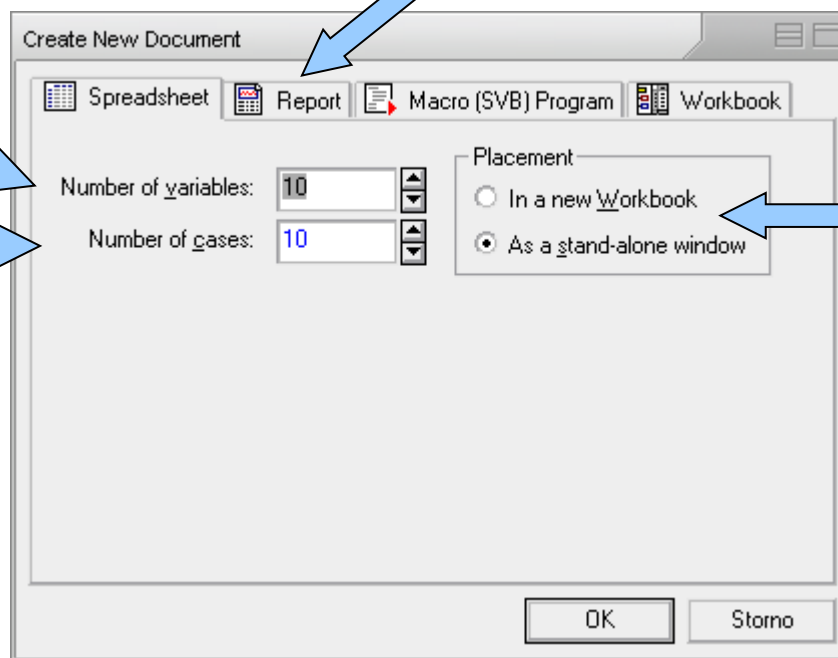 Create New Document
Spreadsheet Report Macro (SVB) Program Workbook
Number of variables: 10
Number of cases: 10
Placement
In a new Workbook
As a stand-alone window
OK Storno